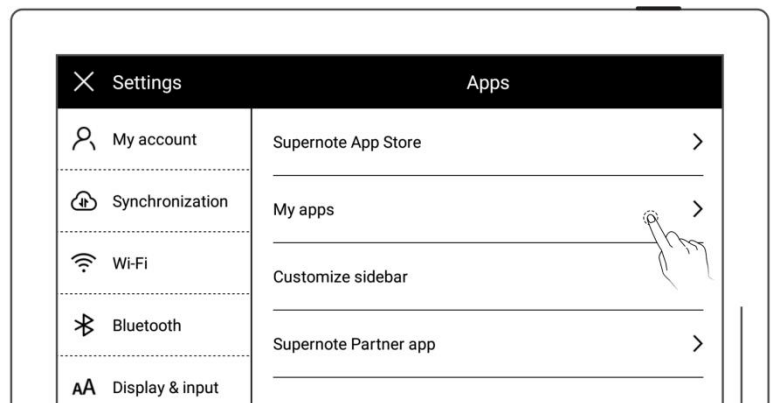 Settings
Apps
My account
Synchronization
Wi-Fi
Bluetooth
AA Display & input
Supernote App Store
My apps
Customize sidebar
Supernote Partner app